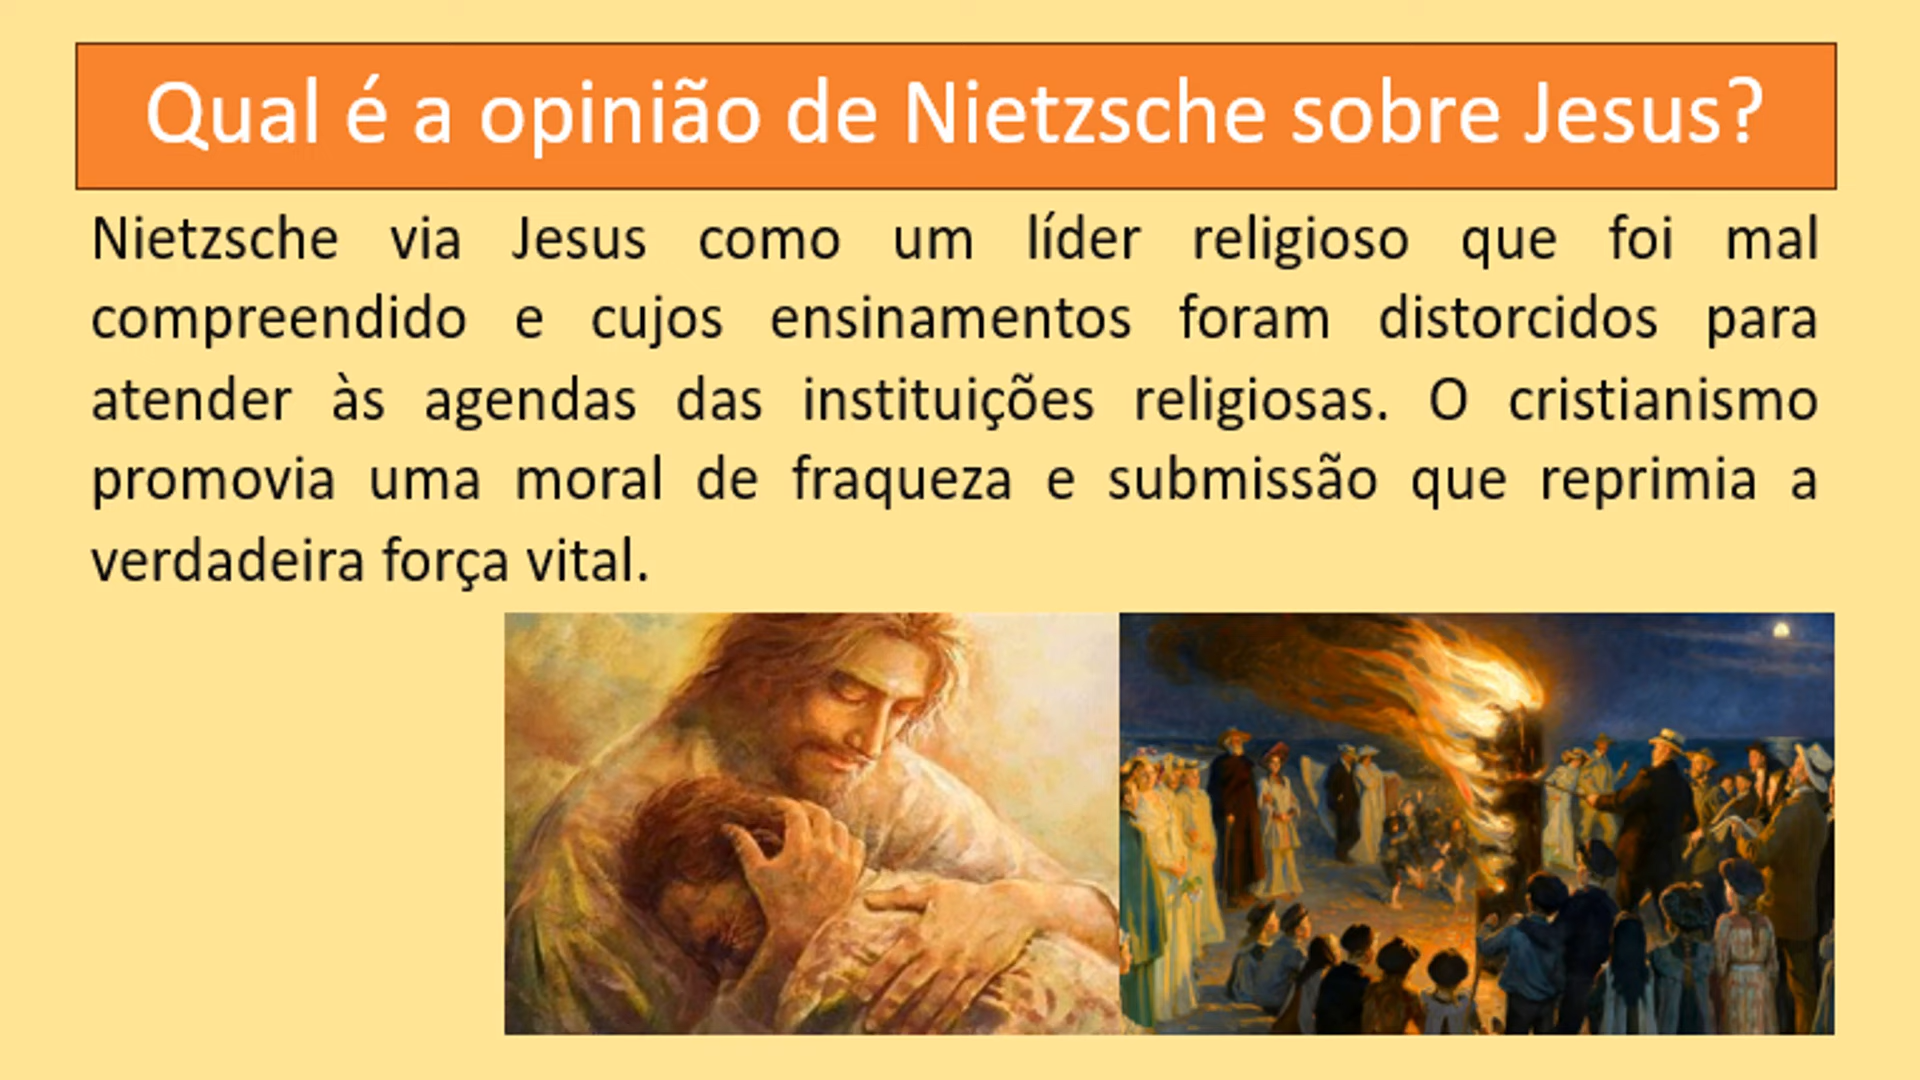 Qual é a opinião de Nietzsche sobre Jesus?
Nietzsche via Jesus como um líder religioso que foi mal
compreendido e cujos ensinamentos foram distorcidos para
atender às agendas das instituições religiosas. O cristianismo
promovia uma moral de fraqueza e submissão que reprimia a
verdadeira força vital.